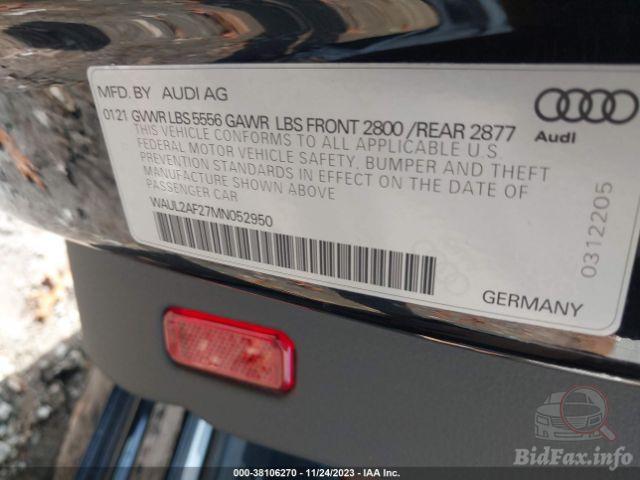 MFD. BY AUDI AG
01 21 GVWR LBS 5556 GAWR LBS FRONT 2800 / REAR 2877
THIS VEHICLE CONFORMS TO ALL APPLICABLE U.S
FEDERAL MOTOR VEHICLE SAFETY, BUMPER AND THEFT
PREVENTION STANDARDS IN EFFECT ON THE DATE OF
MANUFACTURE SHOWN ABOVE
PASSENGER CAR
WAUL2AF27MN052950
Audi
0312205
GERMANY
BidFax.info
000-38106270 - 11/24/2023 - IAA Inc.